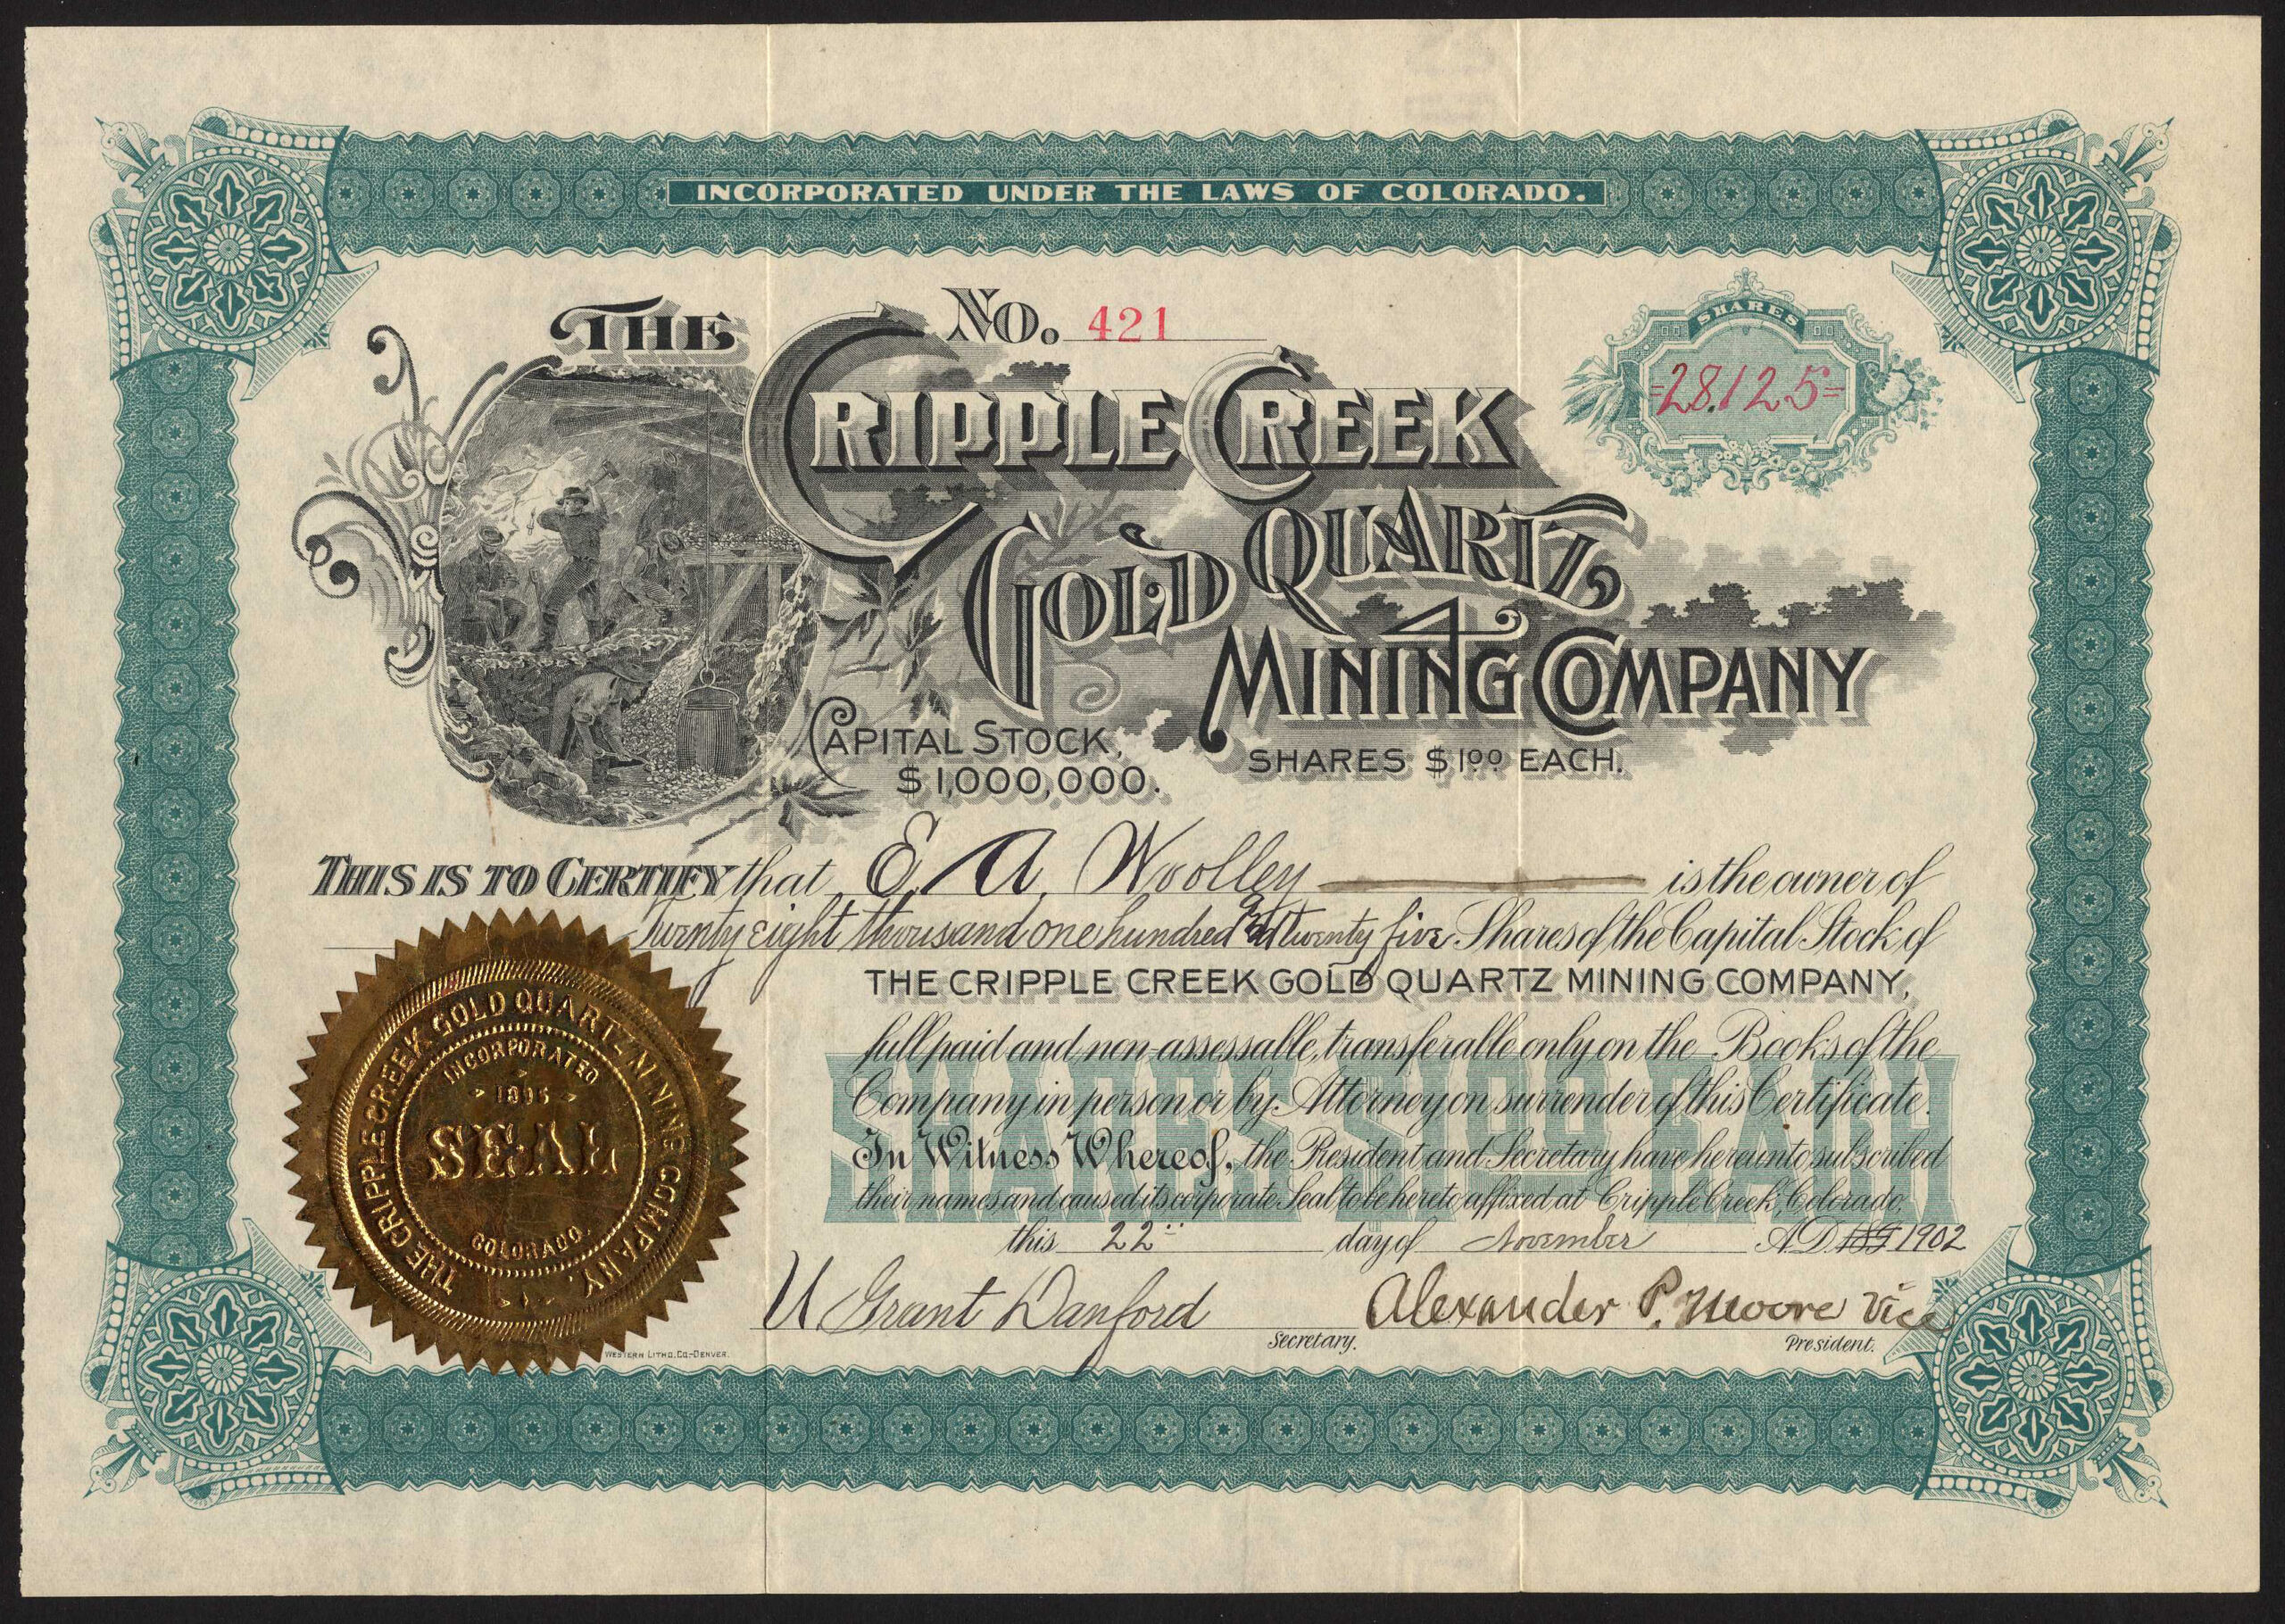 INCORPORATED UNDER THE LAWS OF COLORADO.
No. 421
SHARES
=28.125=
THE
CRIPPLE CREEK
GOLD QUARTZ
MINING COMPANY
CAPITAL STOCK,
$1,000,000.
SHARES $1.00 EACH.
THIS IS TO CERTIFY that E. A. Woolley is the owner of
Twenty eight thousand one hundred and twenty five Shares of the Capital Stock of
THE CRIPPLE CREEK GOLD QUARTZ MINING COMPANY,
full paid and non-assessable, transferable only on the Books of the
Company in person or by Attorney on surrender of this Certificate.
In Witness Whereof, the President and Secretary have hereunto subscribed
their names and caused its corporate Seal to be hereto affixed at Cripple Creek, Colorado,
this 22" day of November A.D. 189 1902
SHARES $1.00 EACH
U Grant Danford
Secretary.
Alexander P. Moore Vice
President.
THE CRIPPLE CREEK GOLD QUARTZ MINING COMPANY.
INCORPORATED
1895
SEAL
COLORADO.
WESTERN LITHO. CO-DENVER.